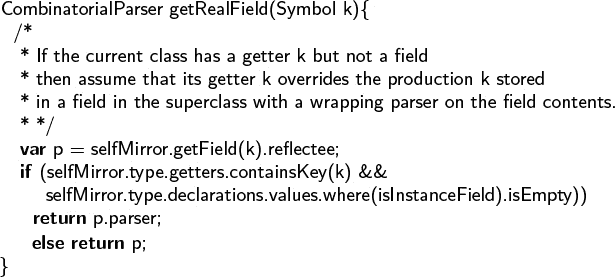 CombinatorialParser getRealField(Symbol k){
/*
* If the current class has a getter k but not a field
* then assume that its getter k overrides the production k stored
* in a field in the superclass with a wrapping parser on the field contents.
* */
var p = selfMirror.getField(k).reflectee;
if (selfMirror.type.getters.containsKey(k) &&
selfMirror.type.declarations.values.where(isInstanceField).isEmpty))
return p.parser;
else return p;
}